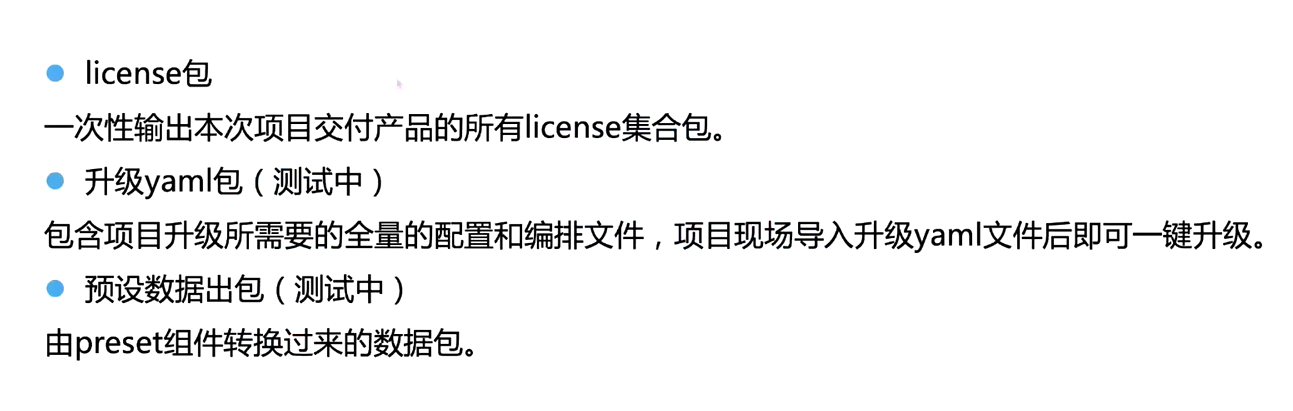 license包
一次性输出本次项目交付产品的所有license集合包。
升级yaml包（测试中）
包含项目升级所需要的全量的配置和编排文件，项目现场导入升级yaml文件后即可一键升级。
预设数据出包（测试中）
由preset组件转换过来的数据包。